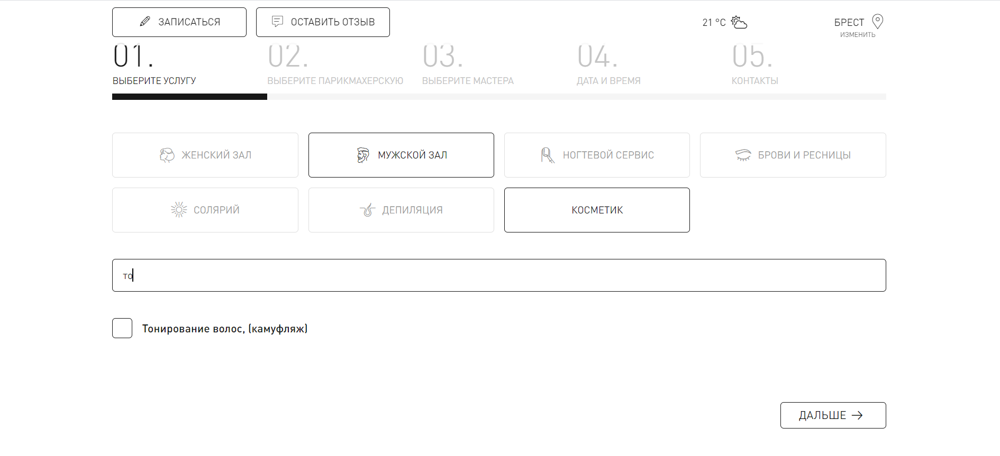 ЗАПИСАТЬСЯ
ОСТАВИТЬ ОТЗЫВ
21 °C
БРЕСТ
ИЗМЕНИТЬ
01.
ВЫБЕРИТЕ УСЛУГУ
02.
ВЫБЕРИТЕ ПАРИКМАХЕРСКУЮ
03.
ВЫБЕРИТЕ МАСТЕРА
04.
ДАТА И ВРЕМЯ
05.
КОНТАКТЫ
ЖЕНСКИЙ ЗАЛ
МУЖСКОЙ ЗАЛ
НОГТЕВОЙ СЕРВИС
БРОВИ И РЕСНИЦЫ
СОЛЯРИЙ
ДЕПИЛЯЦИЯ
КОСМЕТИК
то
Тонирование волос, (камуфляж)
ДАЛЬШЕ